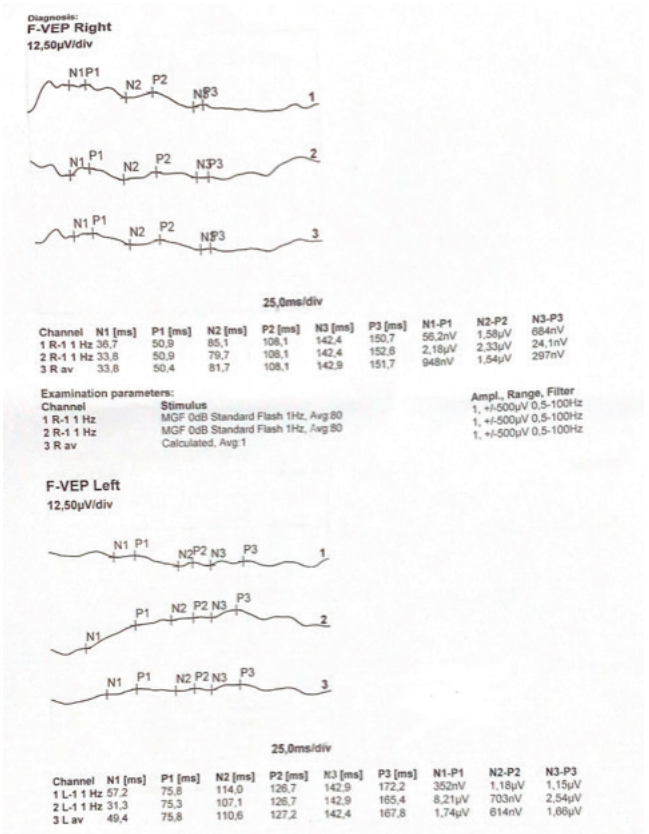 Diagnosis:
F-VEP Right
12,50µV/div
N1 P1 N2 P2 N3 P3 1
N1 P1 N2 P2 N3 P3 2
N1 P1 N2 P2 N3 P3 3
25,0ms/div
Channel N1 [ms] P1 [ms] N2 [ms] P2 [ms] N3 [ms] P3 [ms] N1-P1 N2-P2 N3-P3
1 R-1 1 Hz 36,7 50,9 85,1 108,1 142,4 150,7 56,2nV 1,58µV 684nV
2 R-1 1 Hz 33,8 50,9 79,7 108,1 142,4 152,6 2,18µV 2,33µV 24,1nV
3 R av 33,8 50,4 81,7 108,1 142,9 151,7 948nV 1,54µV 297nV
Examination parameters:
Channel Stimulus Ampl., Range, Filter
1 R-1 1 Hz MGF 0dB Standard Flash 1Hz, Avg:80 1, +/-500µV 0,5-100Hz
2 R-1 1 Hz MGF 0dB Standard Flash 1Hz, Avg:80 1, +/-500µV 0,5-100Hz
3 R av Calculated, Avg:1 1, +/-500µV 0,5-100Hz
F-VEP Left
12,50µV/div
N1 P1 N2 P2 N3 P3 1
N1 P1 N2 P2 N3 P3 2
N1 P1 N2 P2 N3 P3 3
25,0ms/div
Channel N1 [ms] P1 [ms] N2 [ms] P2 [ms] N3 [ms] P3 [ms] N1-P1 N2-P2 N3-P3
1 L-1 1 Hz 57,2 75,8 114,0 126,7 142,9 172,2 352nV 1,18µV 1,15µV
2 L-1 1 Hz 31,3 75,3 107,1 126,7 142,9 165,4 8,21µV 703nV 2,54µV
3 L av 49,4 75,8 110,6 127,2 142,4 167,8 1,74µV 614nV 1,66µV